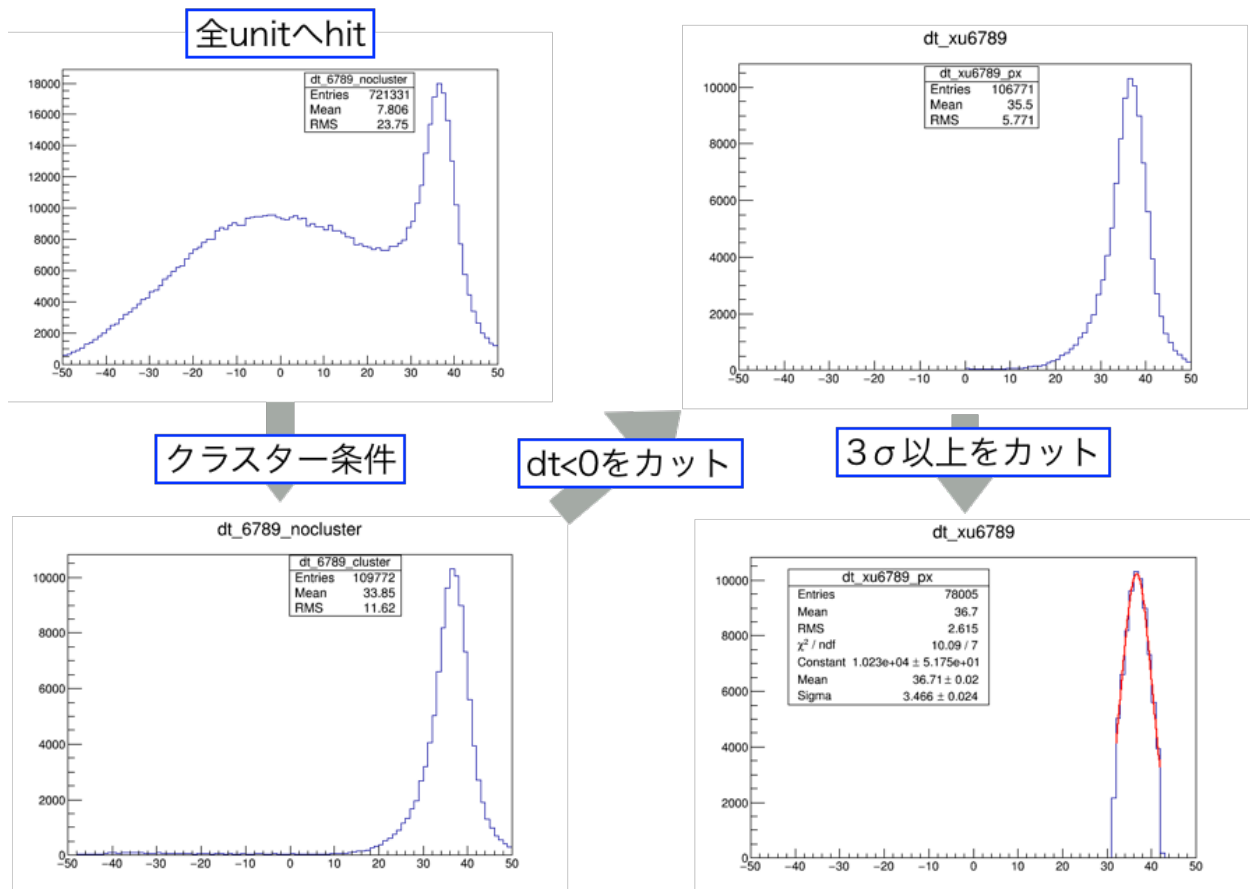 全unitへhit
dt_6789_nocluster
Entries 721331
Mean 7.806
RMS 23.75
18000
16000
14000
12000
10000
8000
6000
4000
2000
0
−50 −40 −30 −20 −10 0 10 20 30 40 50
クラスター条件
dt_6789_nocluster
dt_6789_cluster
Entries 109772
Mean 33.85
RMS 11.62
10000
8000
6000
4000
2000
0
−50 −40 −30 −20 −10 0 10 20 30 40 50
dt<0をカット
dt_xu6789
dt_xu6789_px
Entries 106771
Mean 35.5
RMS 5.771
10000
8000
6000
4000
2000
0
−50 −40 −30 −20 −10 0 10 20 30 40 50
3σ以上をカット
dt_xu6789
dt_xu6789_px
Entries 78005
Mean 36.7
RMS 2.615
χ² / ndf 10.09 / 7
Constant 1.023e+04 ± 5.175e+01
Mean 36.71 ± 0.02
Sigma 3.466 ± 0.024
10000
8000
6000
4000
2000
0
−50 −40 −30 −20 −10 0 10 20 30 40 50